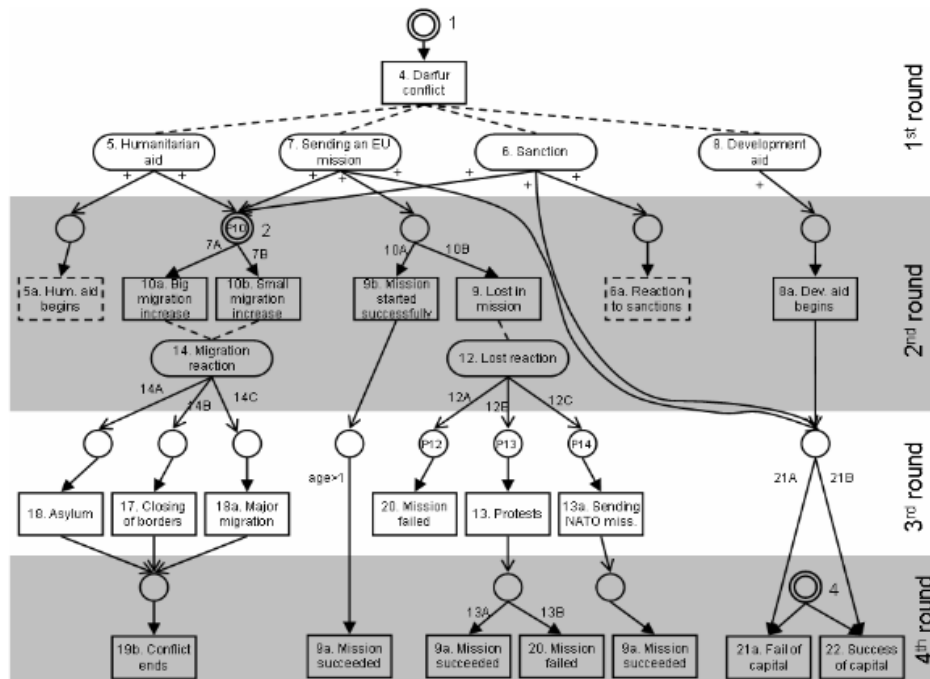 1
4. Darfur
conflict
1st round
5. Humanitarian
aid
7. Sending an EU
mission
6. Sanction
8. Development
aid
+ + + + + + + + +
P10 2
7A 7B 10A 10B
5a. Hum. aid
begins
10a. Big
migration
increase
10b. Small
migration
increase
9b. Mission
started
successfully
9. Lost in
mission
6a. Reaction
to sanctions
8a. Dev. aid
begins
2nd round
14. Migration
reaction
12. Lost reaction
14A 14B 14C 12A 12B 12C
P12 P13 P14
age>1
21A 21B
18. Asylum
17. Closing
of borders
18a. Major
migration
20. Mission
failed
13. Protests
13a. Sending
NATO miss.
3rd round
4
13A 13B
19b. Conflict
ends
9a. Mission
succeeded
9a. Mission
succeeded
20. Mission
failed
9a. Mission
succeeded
21a. Fail of
capital
22. Success
of capital
4th round